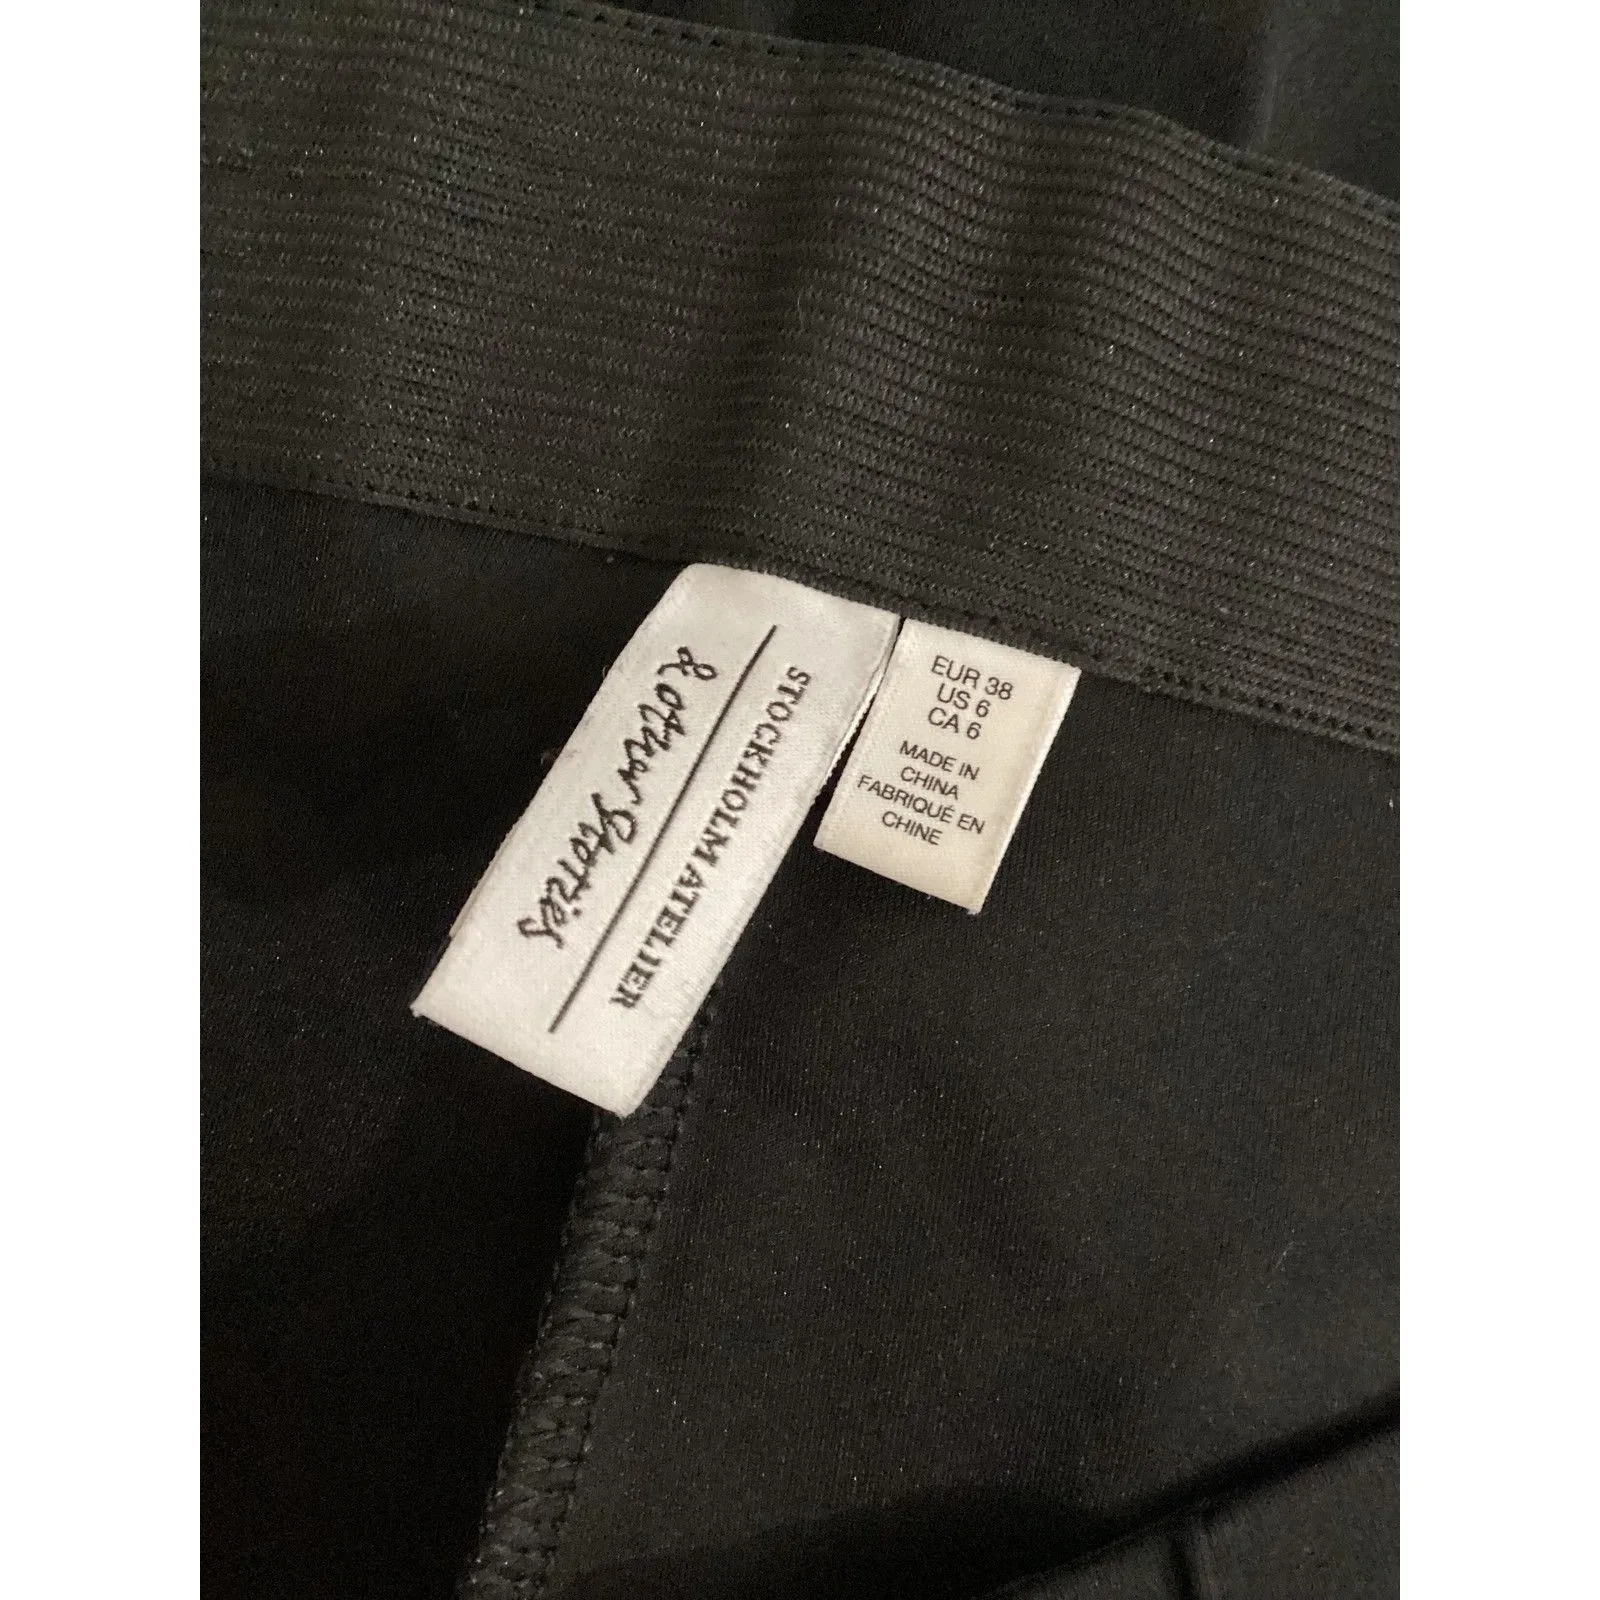 & other Stories
STOCKHOLM ATELIER
EUR 38
US 6
CA 6
MADE IN
CHINA
FABRIQUÉ EN
CHINE